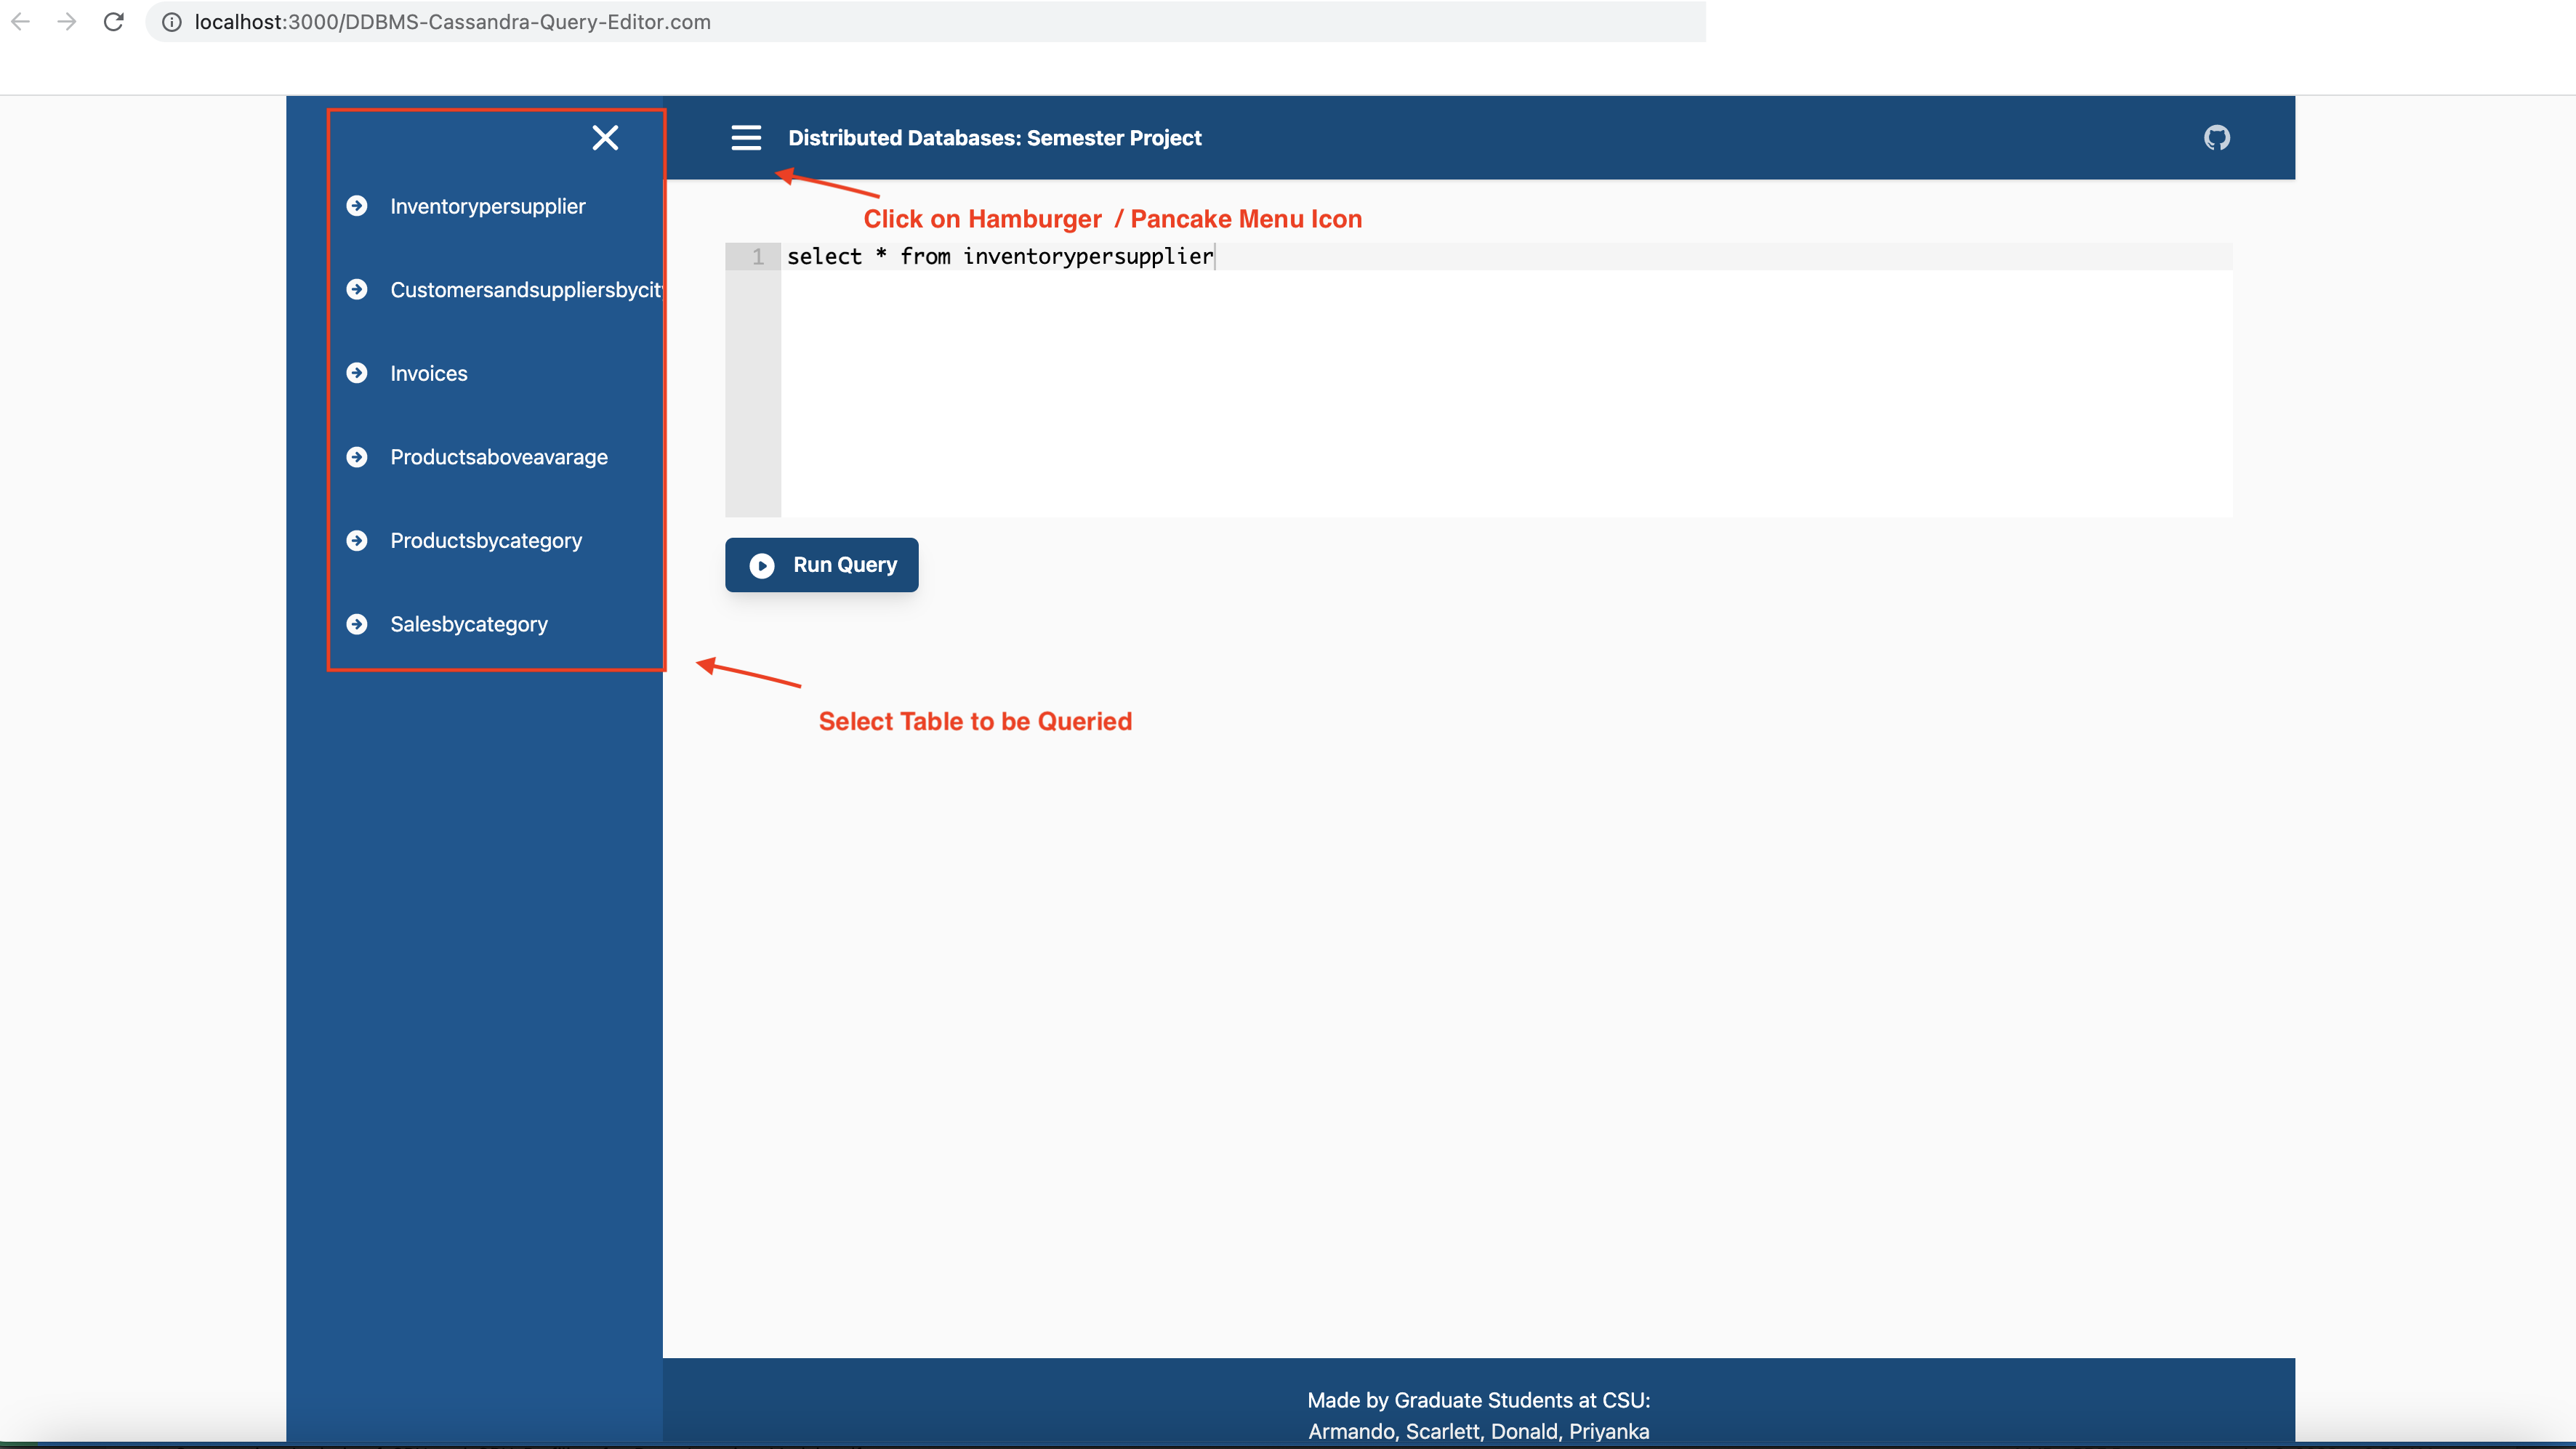 localhost:3000/DDBMS-Cassandra-Query-Editor.com
Distributed Databases: Semester Project
Inventorypersupplier
Click on Hamburger / Pancake Menu Icon
1 select * from inventorypersupplier
Customersandsuppliersbycity
Invoices
Productsaboveavarage
Productsbycategory
Run Query
Salesbycategory
Select Table to be Queried
Made by Graduate Students at CSU:
Armando, Scarlett, Donald, Priyanka